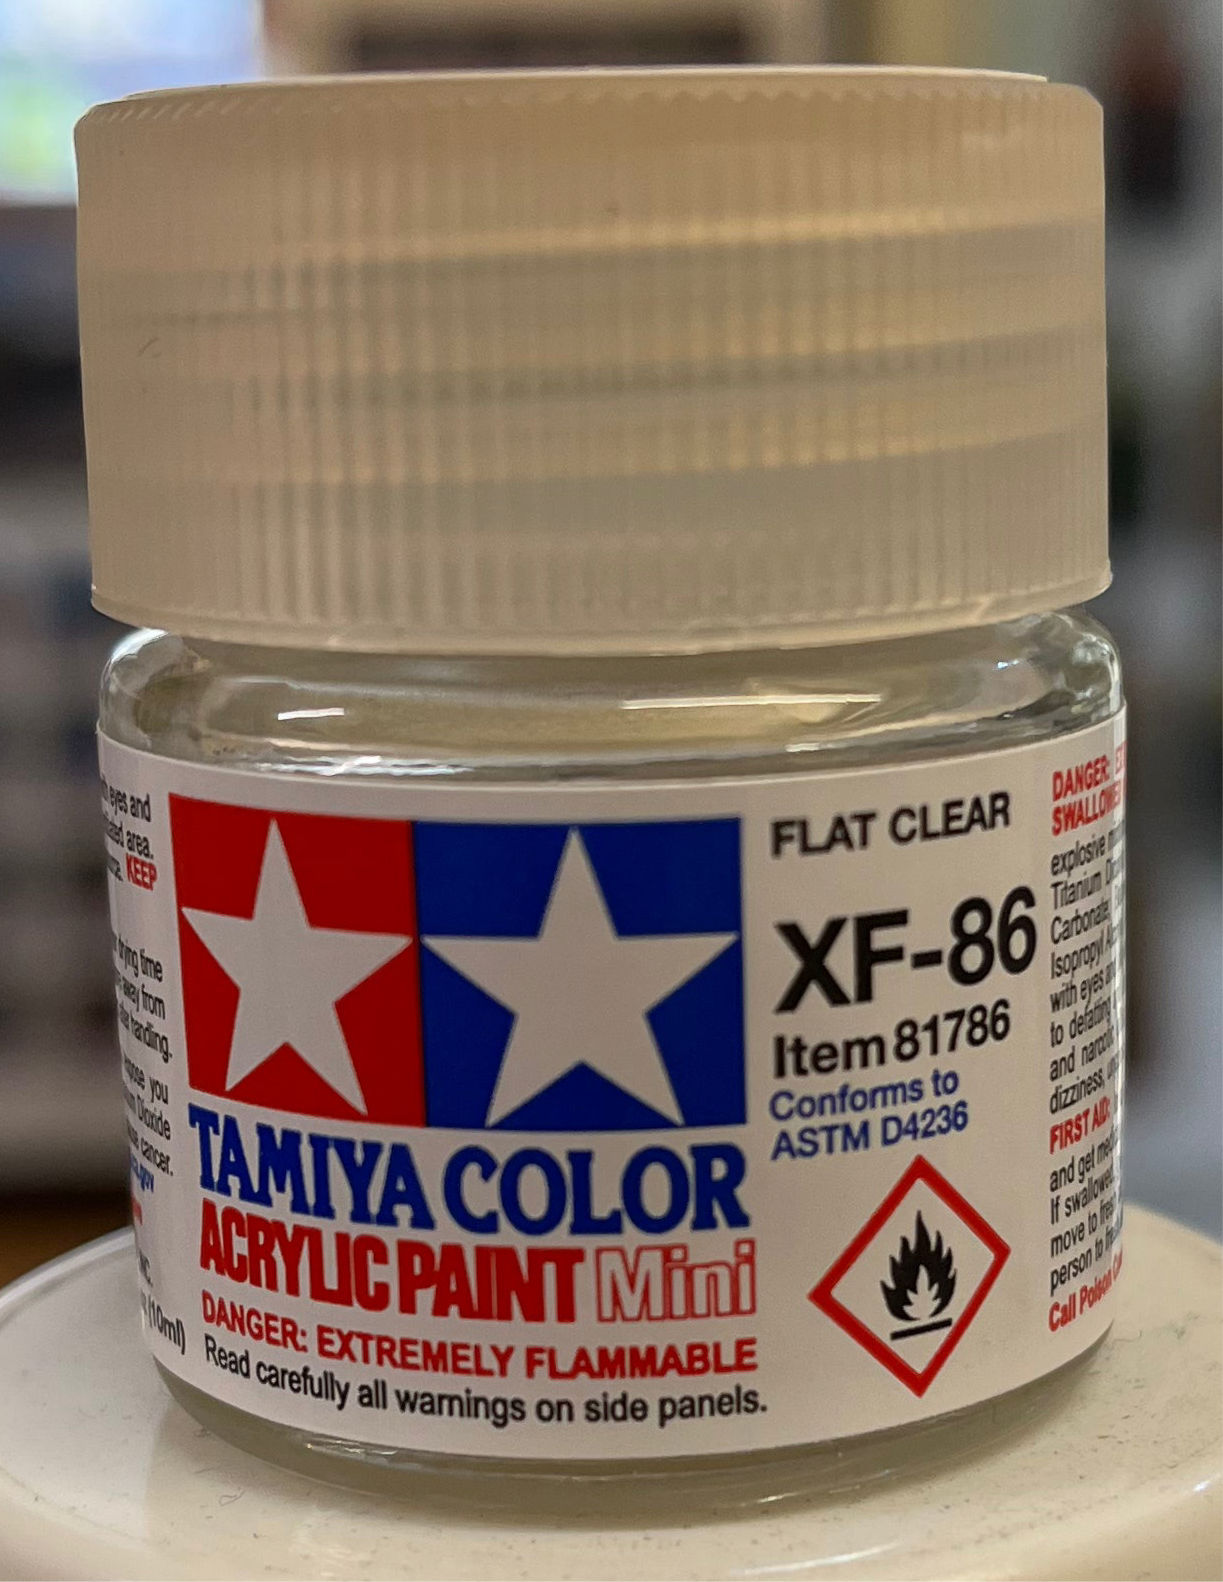 eyes and
area.
KEEP
drying time
away from
handling.
you
Dioxide
cancer.
(10ml)
TAMIYA COLOR
ACRYLIC PAINT Mini
DANGER: EXTREMELY FLAMMABLE
Read carefully all warnings on side panels.
FLAT CLEAR
XF-86
Item 81786
Conforms to
ASTM D4236
DANGER:
explosive
Titanium
Isopropyl
with eyes
to defatting
and narcotic
dizziness,
FIRST AID:
and get
If swallowed,
move to fresh
person to
Call Poison